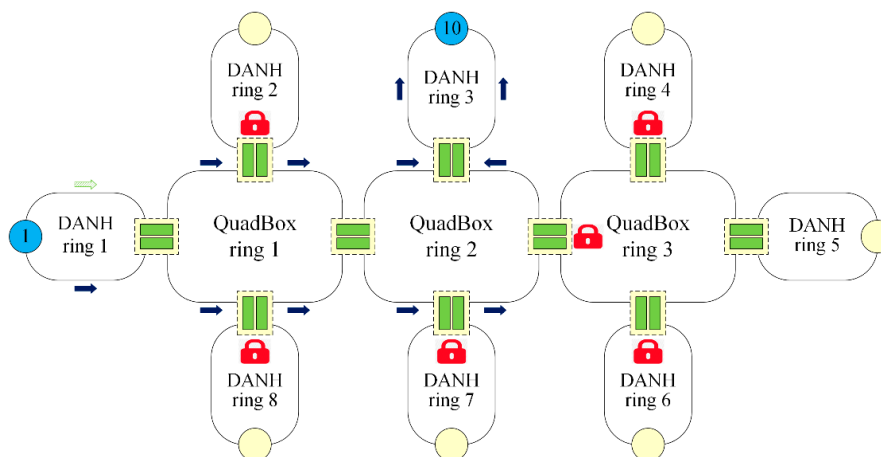 10
DANH
ring 2
DANH
ring 3
DANH
ring 4
1
DANH
ring 1
QuadBox
ring 1
QuadBox
ring 2
QuadBox
ring 3
DANH
ring 5
DANH
ring 8
DANH
ring 7
DANH
ring 6